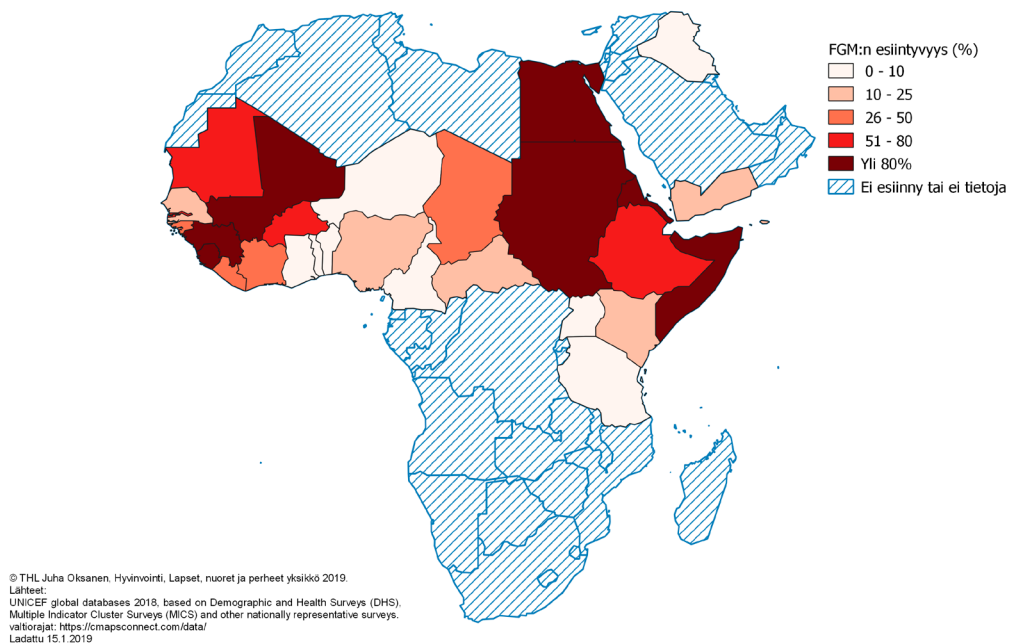 FGM:n esiintyvyys (%)
0 - 10
10 - 25
26 - 50
51 - 80
Yli 80%
Ei esiinny tai ei tietoja
© THL Juha Oksanen, Hyvinvointi, Lapset, nuoret ja perheet yksikkö 2019.
Lähteet:
UNICEF global databases 2018, based on Demographic and Health Surveys (DHS),
Multiple Indicator Cluster Surveys (MICS) and other nationally representative surveys.
valtiorajat: https://cmapsconnect.com/data/
Ladattu 15.1.2019